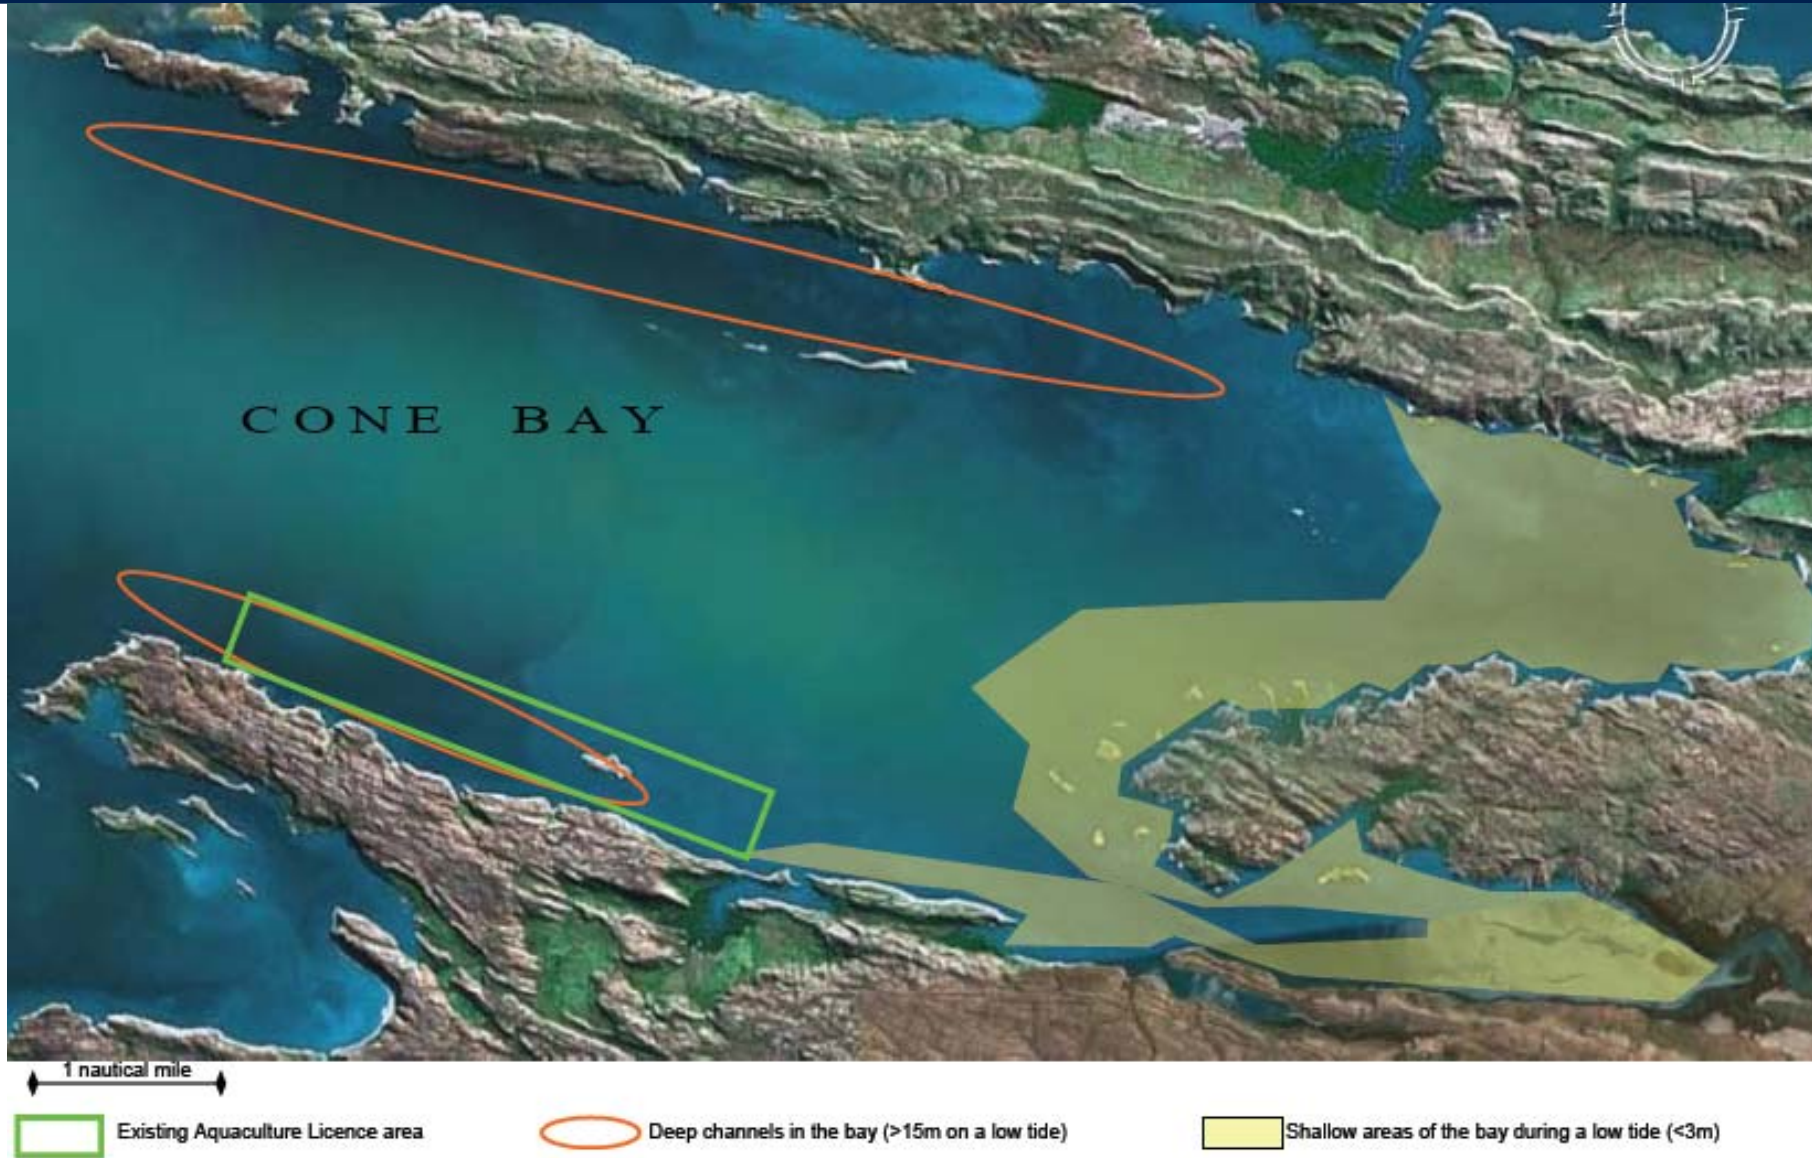 CONE BAY
1 nautical mile
Existing Aquaculture Licence area
Deep channels in the bay (>15m on a low tide)
Shallow areas of the bay during a low tide (<3m)